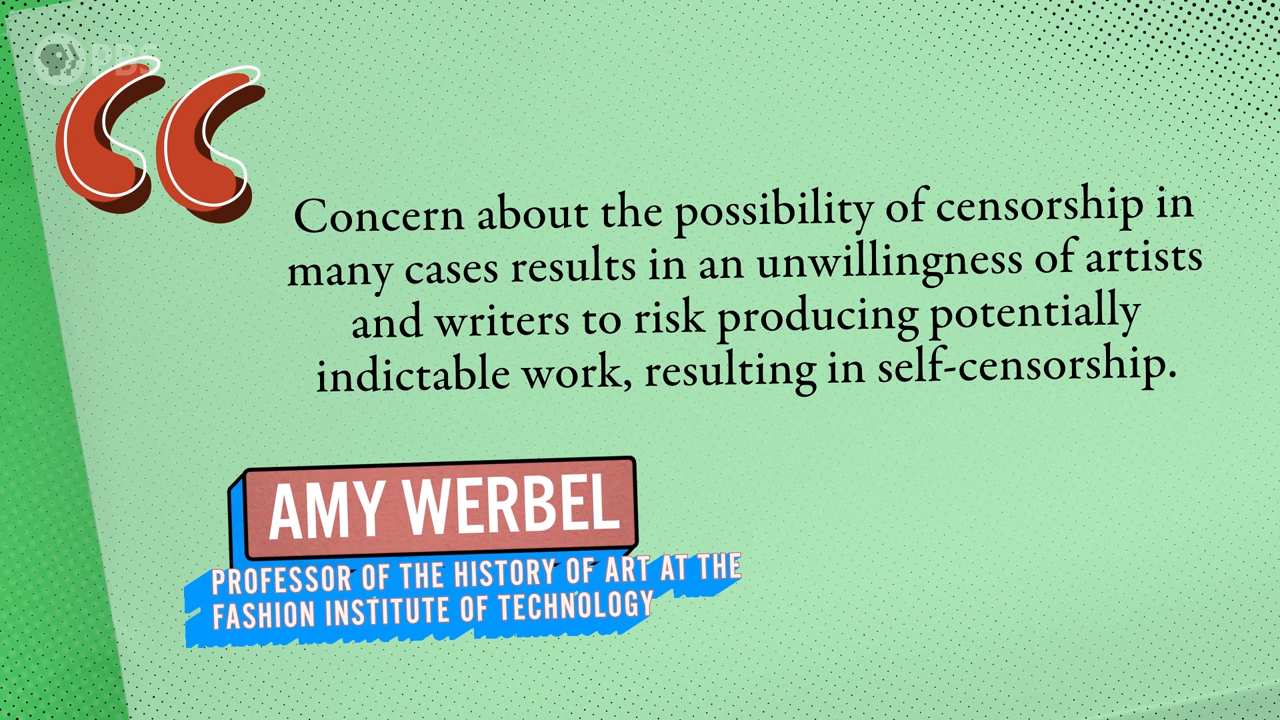 PBS
Concern about the possibility of censorship in
many cases results in an unwillingness of artists
and writers to risk producing potentially
indictable work, resulting in self-censorship.
AMY WERBEL
PROFESSOR OF THE HISTORY OF ART AT THE
FASHION INSTITUTE OF TECHNOLOGY